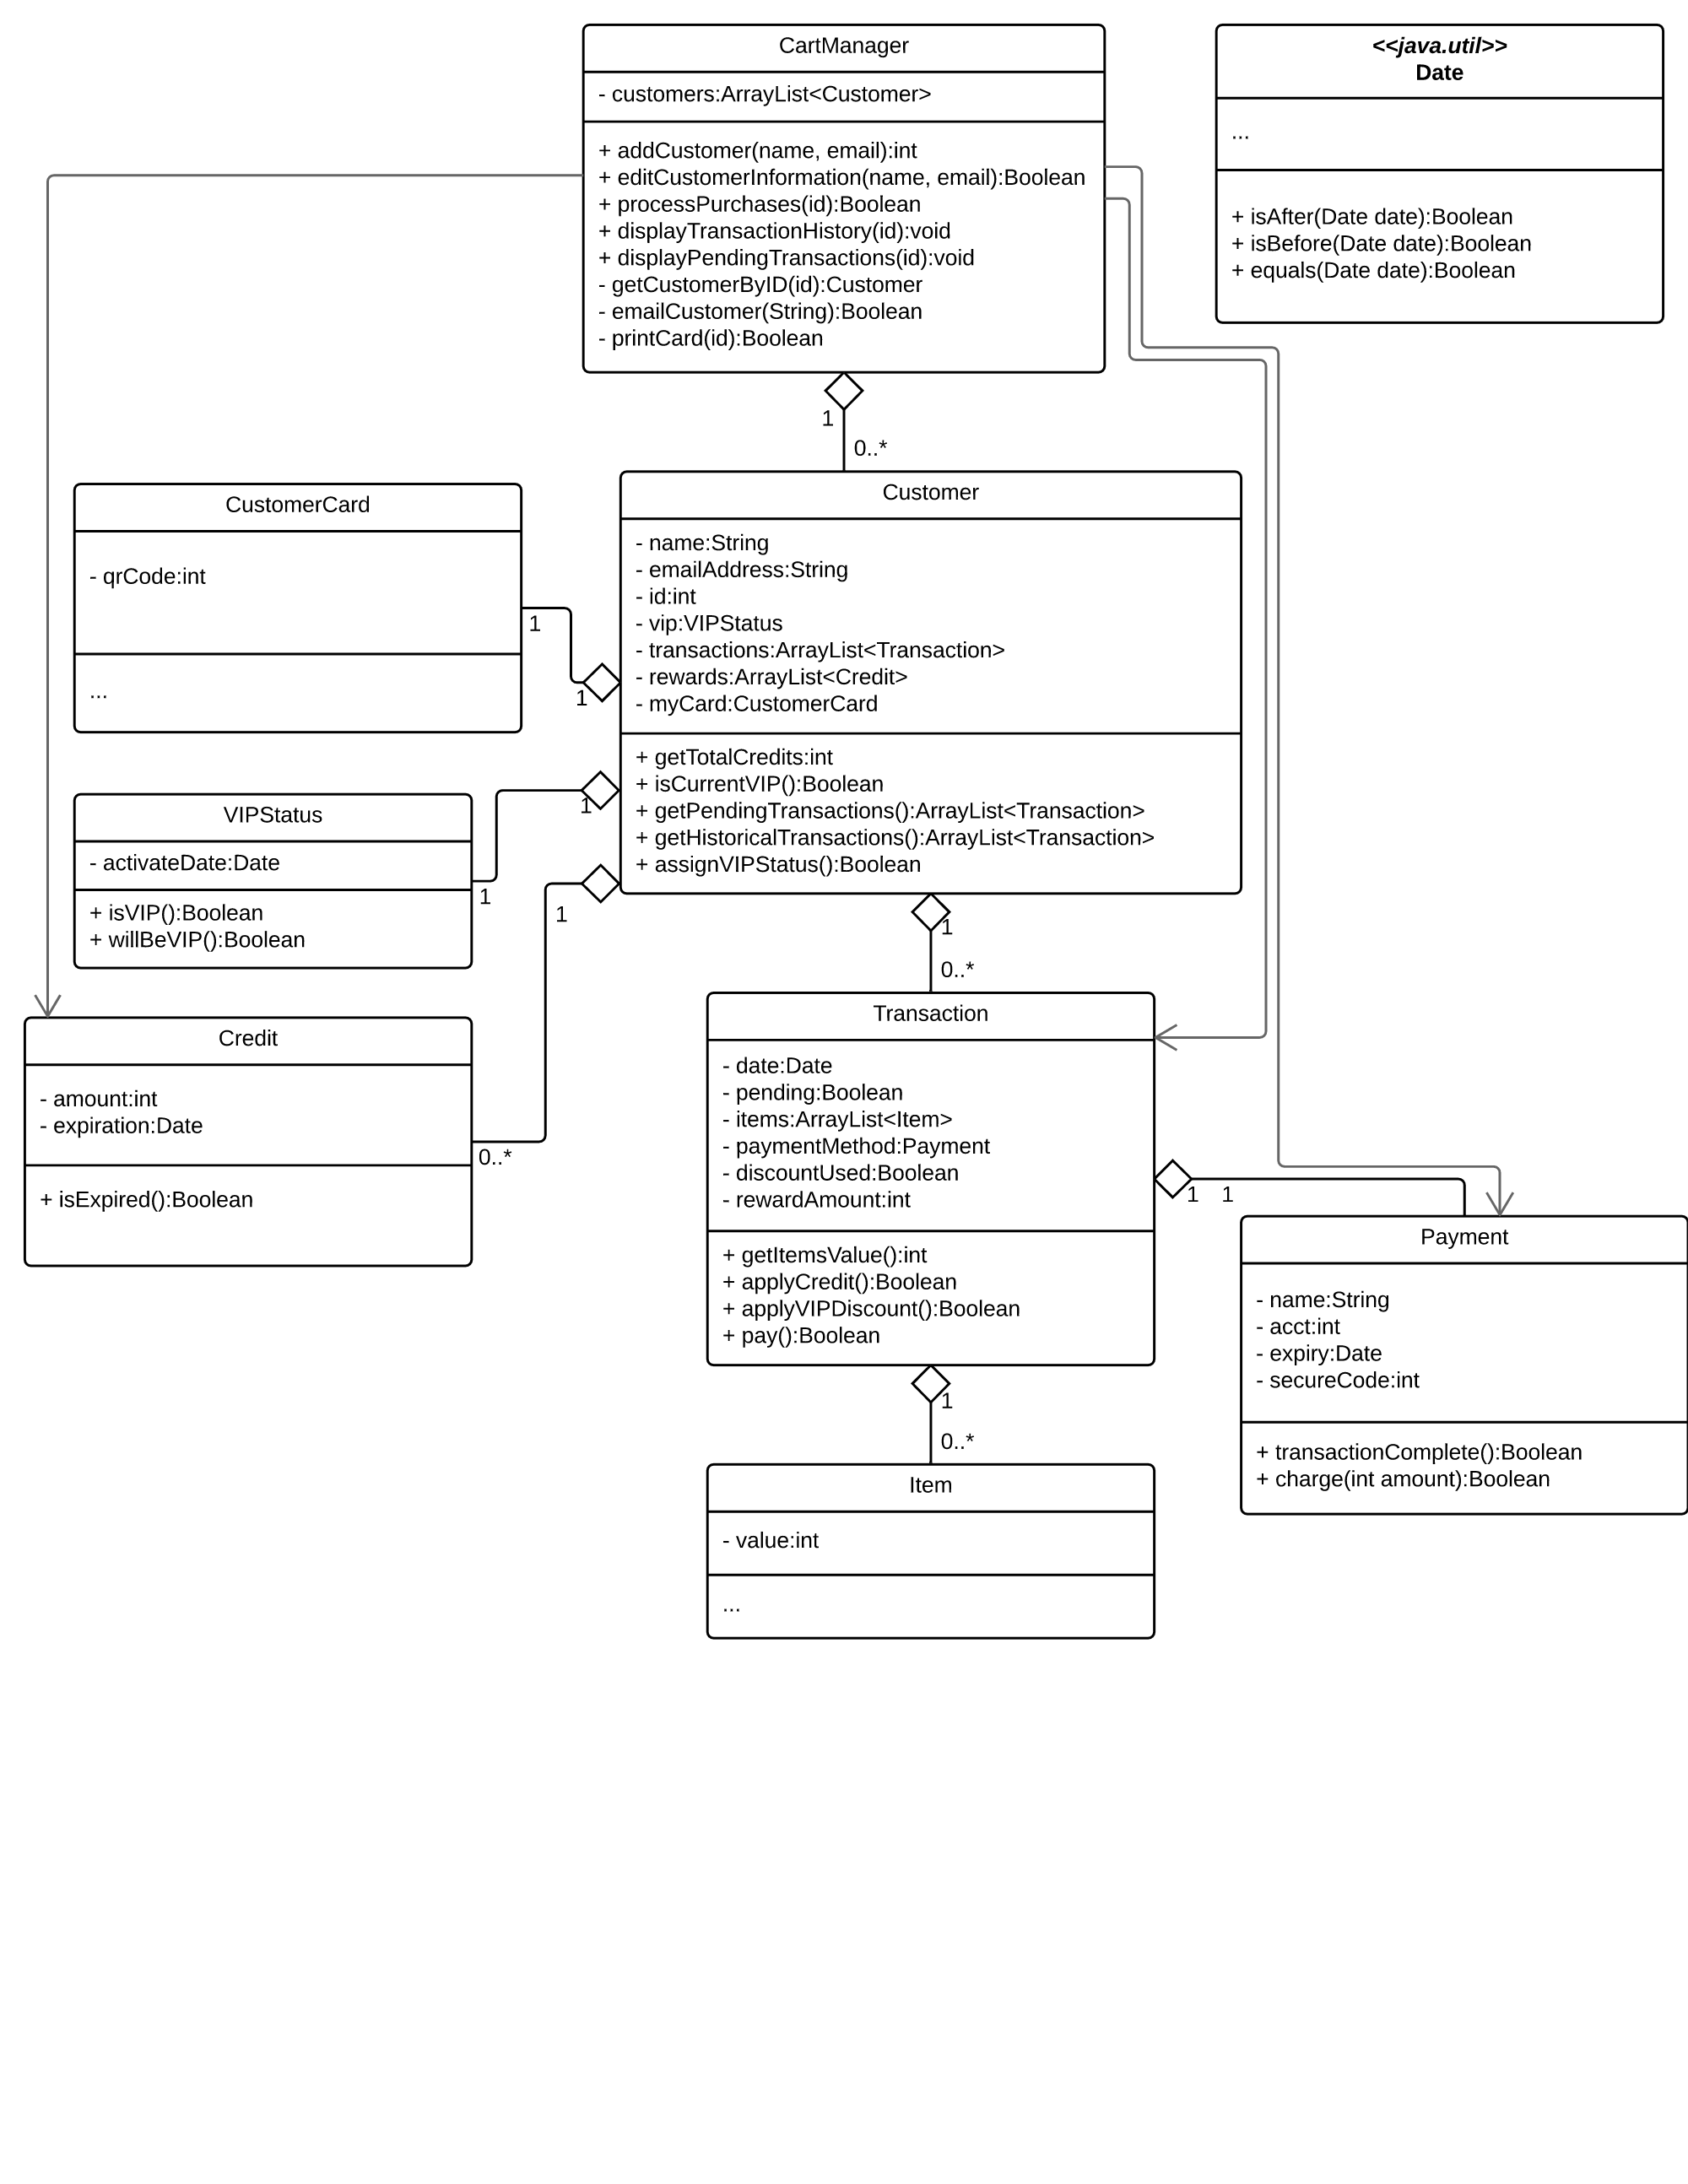 CartManager
- customers:ArrayList<Customer>
+ addCustomer(name, email):int
+ editCustomerInformation(name, email):Boolean
+ processPurchases(id):Boolean
+ displayTransactionHistory(id):void
+ displayPendingTransactions(id):void
- getCustomerByID(id):Customer
- emailCustomer(String):Boolean
- printCard(id):Boolean
<<java.util>>
Date
...
+ isAfter(Date date):Boolean
+ isBefore(Date date):Boolean
+ equals(Date date):Boolean
1
0..*
CustomerCard
- qrCode:int
...
1
1
Customer
- name:String
- emailAddress:String
- id:int
- vip:VIPStatus
- transactions:ArrayList<Transaction>
- rewards:ArrayList<Credit>
- myCard:CustomerCard
+ getTotalCredits:int
+ isCurrentVIP():Boolean
+ getPendingTransactions():ArrayList<Transaction>
+ getHistoricalTransactions():ArrayList<Transaction>
+ assignVIPStatus():Boolean
VIPStatus
- activateDate:Date
+ isVIP():Boolean
+ willBeVIP():Boolean
1
1
1
1
0..*
Credit
- amount:int
- expiration:Date
+ isExpired():Boolean
0..*
Transaction
- date:Date
- pending:Boolean
- items:ArrayList<Item>
- paymentMethod:Payment
- discountUsed:Boolean
- rewardAmount:int
+ getItemsValue():int
+ applyCredit():Boolean
+ applyVIPDiscount():Boolean
+ pay():Boolean
1 1
Payment
- name:String
- acct:int
- expiry:Date
- secureCode:int
+ transactionComplete():Boolean
+ charge(int amount):Boolean
1
0..*
Item
- value:int
...